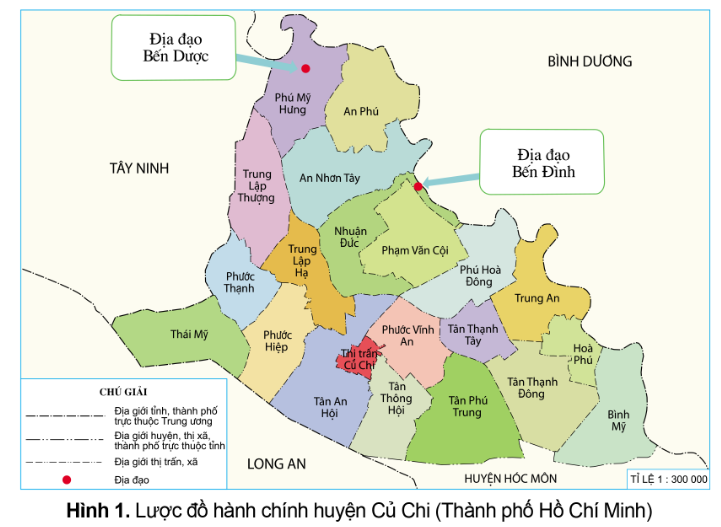 Địa đạo
Bến Dược
BÌNH DƯƠNG
Phú Mỹ
Hưng
An Phú
TÂY NINH
Địa đạo
Bến Đình
Trung
Lập
Thượng
An Nhơn Tây
Nhuận
Đức
Phạm Văn Cội
Trung
Lập
Hạ
Phú Hoà
Đông
Phước
Thạnh
Trung An
Thái Mỹ
Phước
Hiệp
Phước Vĩnh
An
Tân Thạnh
Tây
Thị trấn
Củ Chi
Hoà
Phú
Tân An
Hội
Tân
Thông
Hội
Tân Phú
Trung
Tân Thạnh
Đông
Bình
Mỹ
CHÚ GIẢI
Địa giới tỉnh, thành phố
trực thuộc Trung ương
Địa giới huyện, thị xã,
thành phố trực thuộc tỉnh
Địa giới thị trấn, xã
Địa đạo
LONG AN
HUYỆN HÓC MÔN
TỈ LỆ 1 : 300 000
Hình 1. Lược đồ hành chính huyện Củ Chi (Thành phố Hồ Chí Minh)